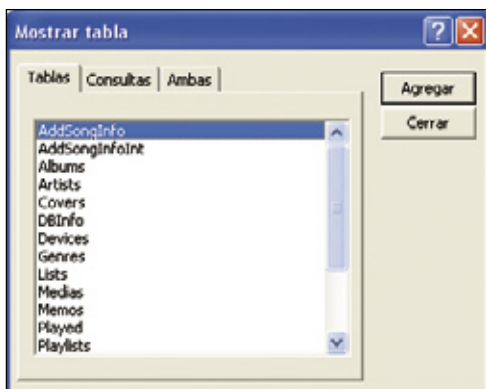 Mostrar tabla
Tablas Consultas Ambas
Agregar
Cerrar
AddSongInfo
AddSongInfoInt
Albums
Artists
Covers
DBInfo
Devices
Genres
Lists
Medias
Memos
Played
Playlists